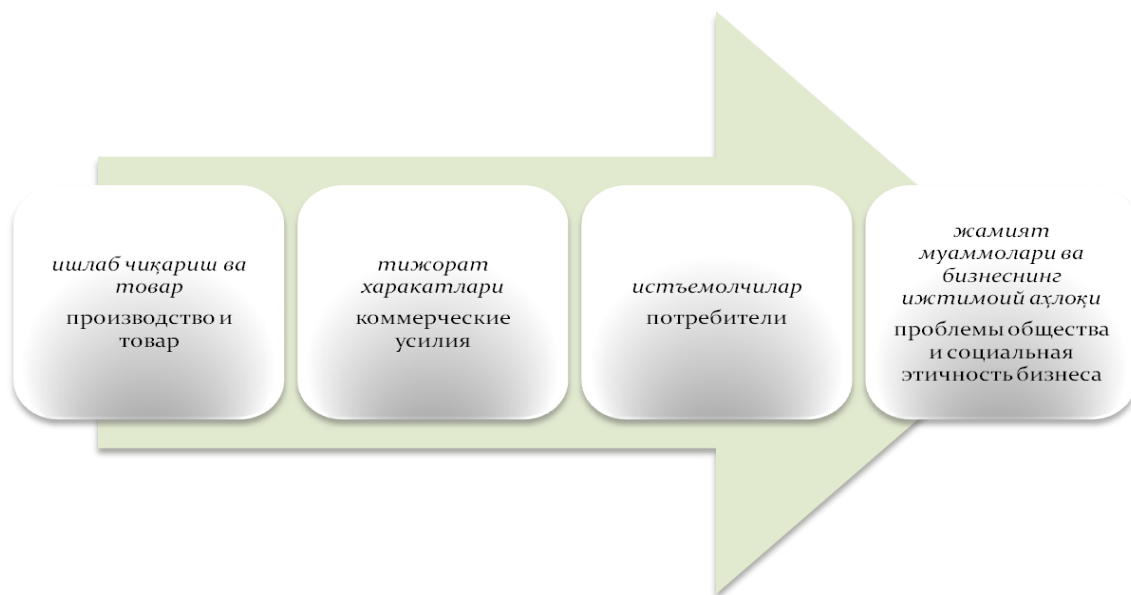 ишлаб чиқариш ва
товар
производство и
товар
тижорат
харакатлари
коммерческие
усилия
истъемолчилар
потребители
жамият
муаммолари ва
бизнеснинг
ижтимоий аҳлоқи
проблемы общества
и социальная
этичность бизнеса